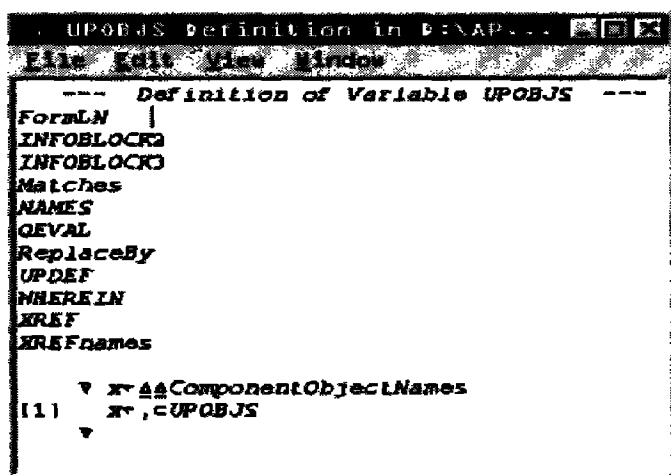 UPOBJS Definition in D:\AP...
File Edit View Window
--- Definition of Variable UPOBJS ---
FormLN
INFOBLOCK2
INFOBLOCK3
Matches
NAMES
QEVAL
ReplaceBy
UPDEF
WHEREIN
XREF
XREFnames
∇ x←∆∆ComponentObjectNames
[1] x←,⊂UPOBJS
∇